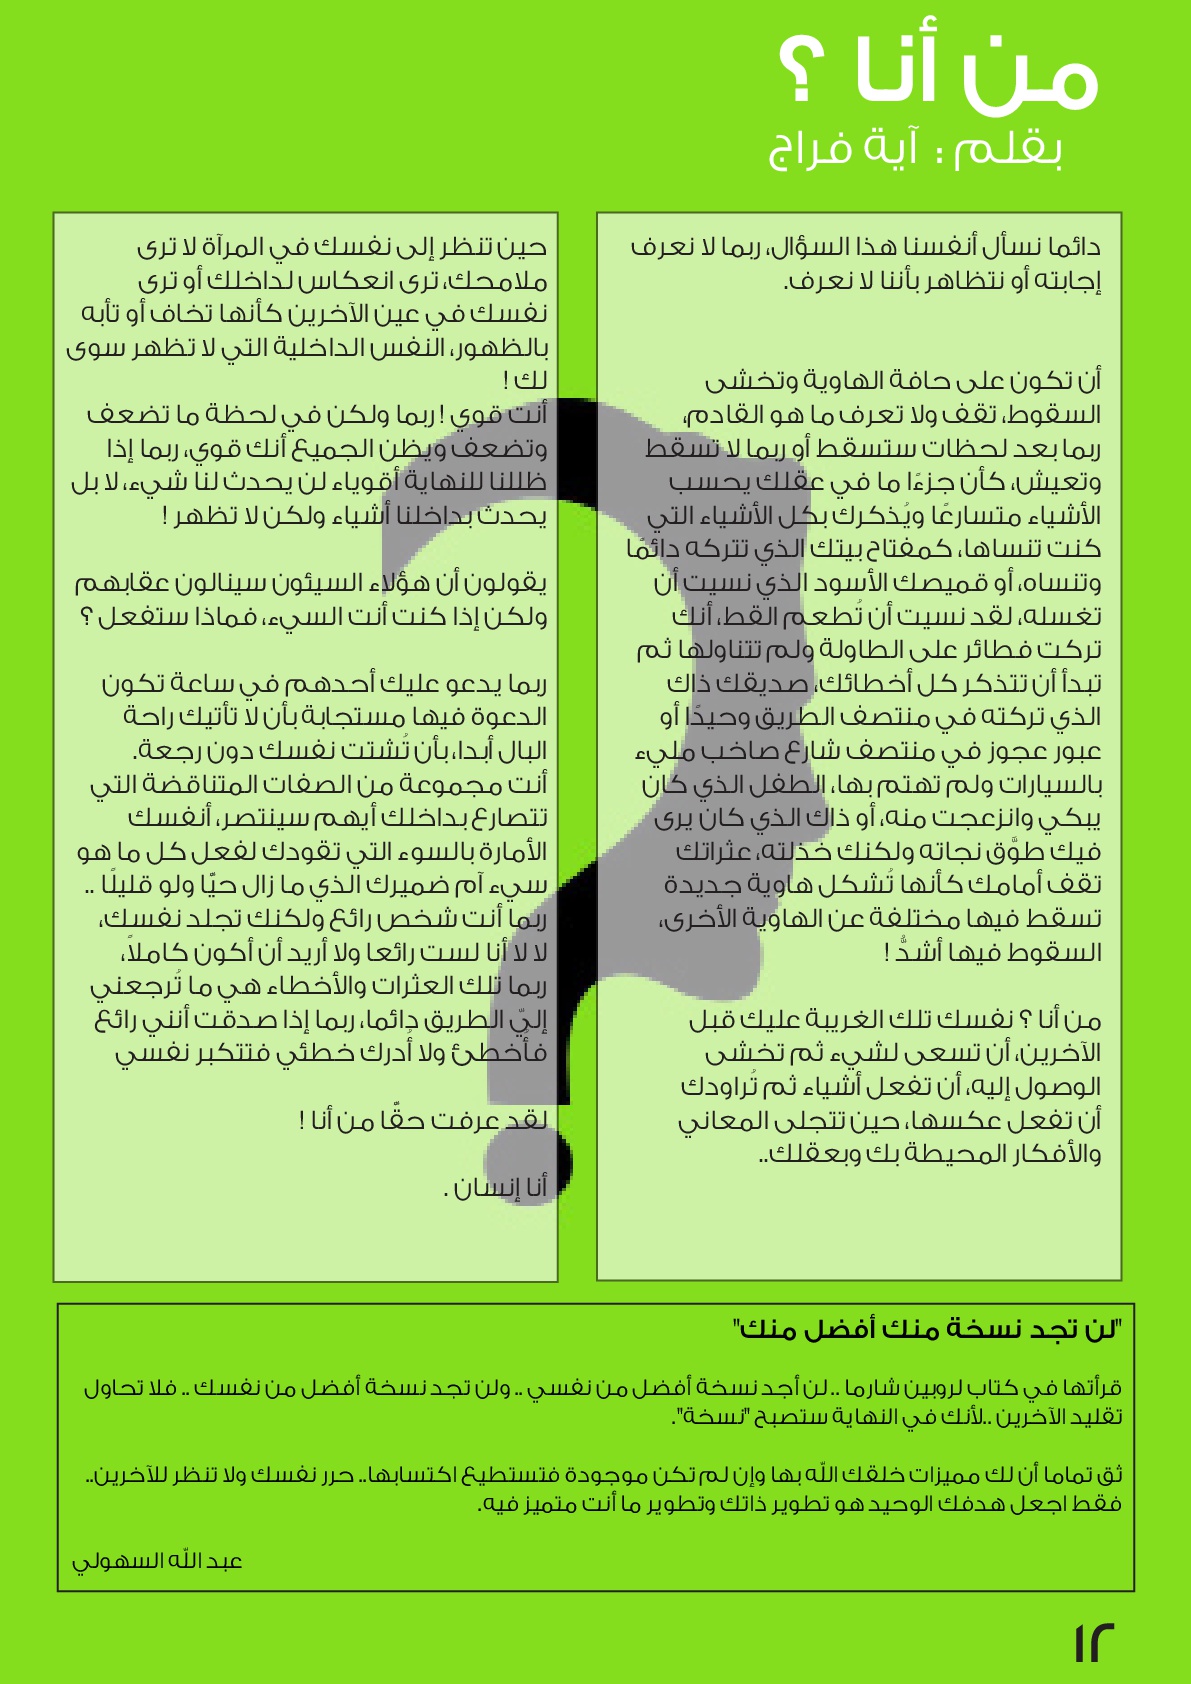 من أنا ؟
بقلم : آية فراج
دائما نسأل أنفسنا هذا السؤال، ربما لا نعرف
إجابته أو نتظاهر بأننا لا نعرف.
أن تكون على حافة الهاوية وتخشى
السقوط، تقف ولا تعرف ما هو القادم،
ربما بعد لحظات ستسقط أو ربما لا تسقط
وتعيش، كأن جزءًا ما في عقلك يحسب
الأشياء متسارعًا ويُذكرك بكل الأشياء التي
كنت تنساها، كمفتاح بيتك الذي تتركه دائمًا
وتنساه، أو قميصك الأسود الذي نسيت أن
تغسله، لقد نسيت أن تُطعم القط، أنك
تركت فطائر على الطاولة ولم تتناولها ثم
تبدأ أن تتذكر كل أخطائك، صديقك ذاك
الذي تركته في منتصف الطريق وحيدًا أو
عبور عجوز في منتصف شارع صاخب مليء
بالسيارات ولم تهتم بها، الطفل الذي كان
يبكي وانزعجت منه، أو ذاك الذي كان يرى
فيك طوَّق نجاته ولكنك خذلته، عثراتك
تقف أمامك كأنها تُشكل هاوية جديدة
تسقط فيها مختلفة عن الهاوية الأخرى،
السقوط فيها أشدُّ !
من أنا ؟ نفسك تلك الغريبة عليك قبل
الآخرين، أن تسعى لشيء ثم تخشى
الوصول إليه، أن تفعل أشياء ثم تُراودك
أن تفعل عكسها، حين تتجلى المعاني
والأفكار المحيطة بك وبعقلك..
حين تنظر إلى نفسك في المرآة لا ترى
ملامحك، ترى انعكاس لداخلك أو ترى
نفسك في عين الآخرين كأنها تخاف أو تأبه
بالظهور، النفس الداخلية التي لا تظهر سوى
لك !
أنت قوي ! ربما ولكن في لحظة ما تضعف
وتضعف ويظن الجميع أنك قوي، ربما إذا
ظللنا للنهاية أقوياء لن يحدث لنا شيء، لا بل
يحدث بداخلنا أشياء ولكن لا تظهر !
يقولون أن هؤلاء السيئون سينالون عقابهم
ولكن إذا كنت أنت السيء، فماذا ستفعل ؟
ربما يدعو عليك أحدهم في ساعة تكون
الدعوة فيها مستجابة بأن لا تأتيك راحة
البال أبدا، بأن تُشتت نفسك دون رجعة.
أنت مجموعة من الصفات المتناقضة التي
تتصارع بداخلك أيهم سينتصر، أنفسك
الأمارة بالسوء التي تقودك لفعل كل ما هو
سيء آم ضميرك الذي ما زال حيًّا ولو قليلًا ..
ربما أنت شخص رائع ولكنك تجلد نفسك،
لا لا أنا لست رائعا ولا أريد أن أكون كاملاً،
ربما تلك العثرات والأخطاء هي ما تُرجعني
إليّ الطريق دائما، ربما إذا صدقت أنني رائع
فأُخطئ ولا أُدرك خطئي فتتكبر نفسي
لقد عرفت حقًّا من أنا !
أنا إنسان .
"لن تجد نسخة منك أفضل منك"
قرأتها في كتاب لروبين شارما .. لن أجد نسخة أفضل من نفسي .. ولن تجد نسخة أفضل من نفسك .. فلا تحاول
تقليد الآخرين ..لأنك في النهاية ستصبح "نسخة".
ثق تماما أن لك مميزات خلقك اللّه بها وإن لم تكن موجودة فتستطيع اكتسابها.. حرر نفسك ولا تنظر للآخرين..
فقط اجعل هدفك الوحيد هو تطوير ذاتك وتطوير ما أنت متميز فيه.
عبد اللّه السهولي
١٢